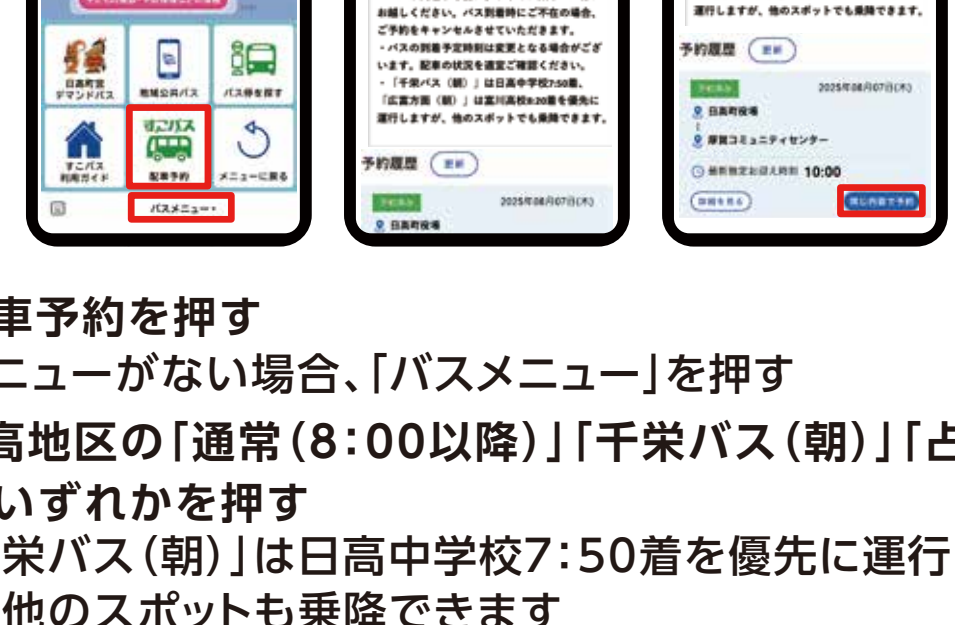 日高町営
デマンドバス
地域公共バス
バス停を探す
すこバス
利用ガイド
すこバス
配車予約
メニューに戻る
バスメニュー▾
お越しください。バス到着時にご不在の場合、
ご予約をキャンセルさせていただきます。
・バスの到着予定時刻は変更となる場合がござ
います。配車の状況を適宜ご確認ください。
・「千栄バス（朝）」は日高中学校7:50着、
「広富方面（朝）」は富川高校8:20着を優先に
運行しますが、他のスポットでも乗降できます。
予約履歴
更新
2025年08月07日(木)
日高町役場
運行しますが、他のスポットでも乗降できます。
予約履歴
更新
2025年08月07日(木)
日高町役場
厚賀コミュニティセンター
最新推定お迎え時刻 10:00
詳細を見る
同じ内容で予約
車予約を押す
ニューがない場合、「バスメニュー」を押す
高地区の「通常（8：00以降）」「千栄バス（朝）」「占
いずれかを押す
栄バス（朝）」は日高中学校7：50着を優先に運行
他のスポットも乗降できます